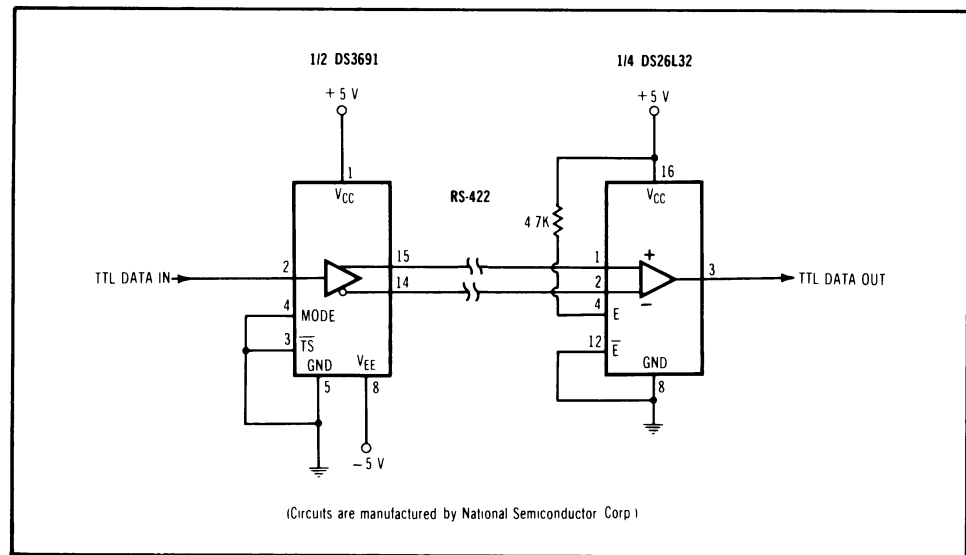 1/2 DS3691
1/4 DS26L32
+5 V
+5 V
1
16
VCC
RS-422
VCC
4 7K
TTL DATA IN
2
15
14
1
2
+
−
3
TTL DATA OUT
4
MODE
4
E
3
TS
12
E
GND
VEE
GND
5
8
8
−5 V
(Circuits are manufactured by National Semiconductor Corp )